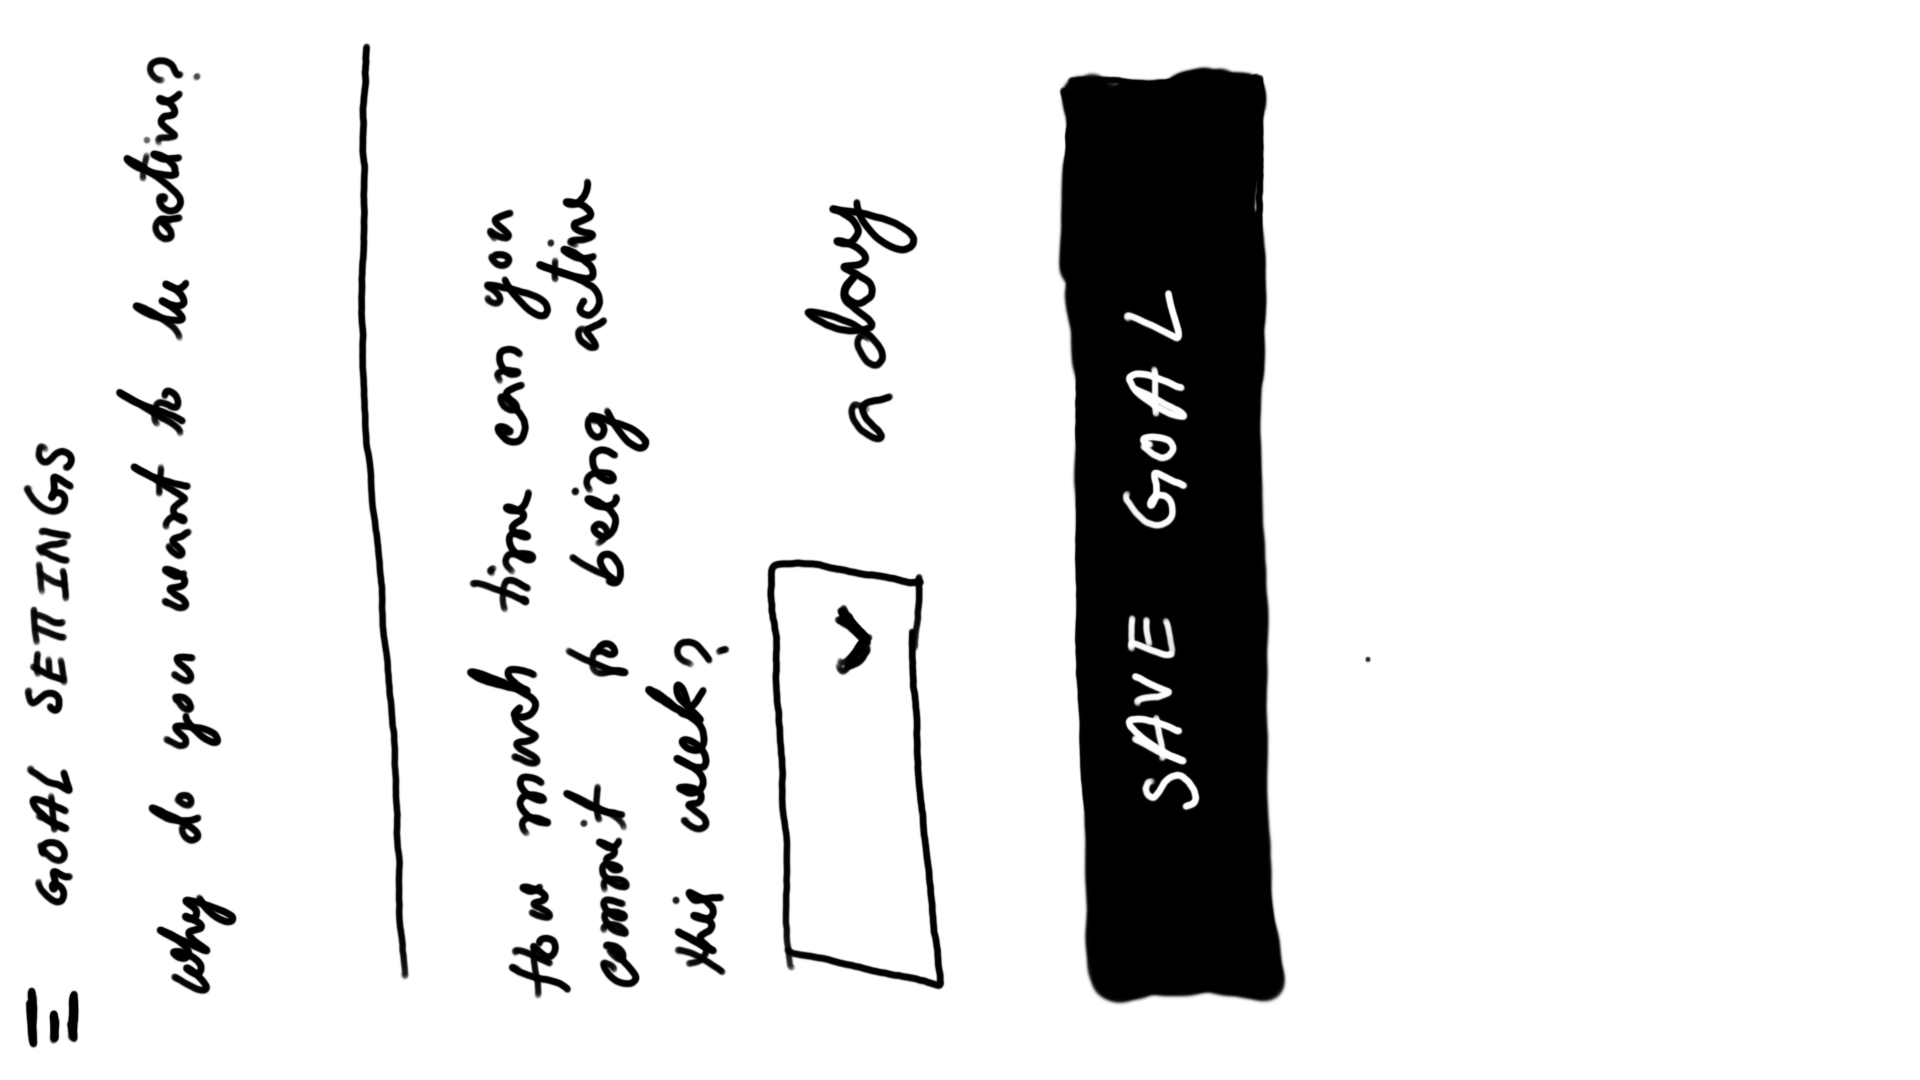 GOAL SETTINGS
Why do you want to be active?
How much time can you
commit to being active
this week?
a day
SAVE GOAL